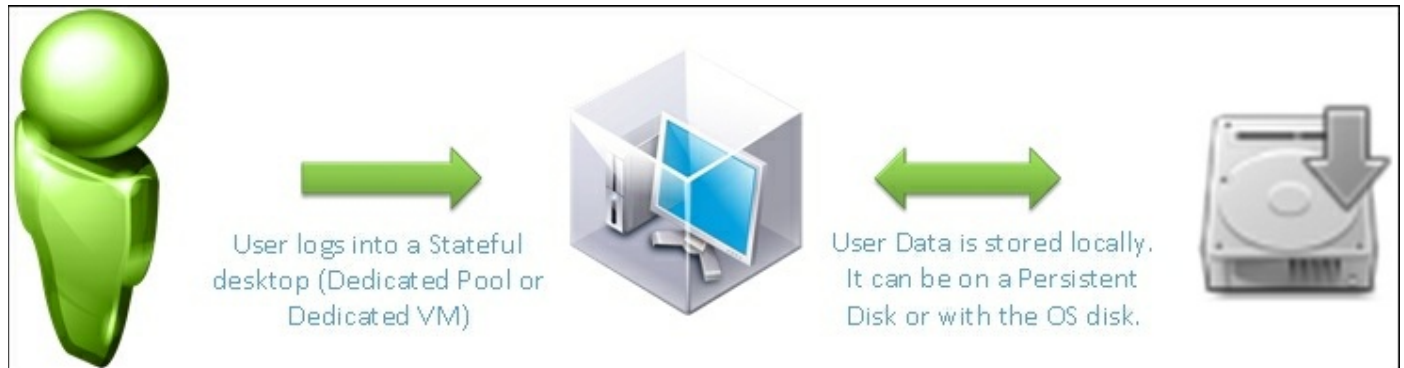 User logs into a Stateful
desktop (Dedicated Pool or
Dedicated VM)
User Data is stored locally.
It can be on a Persistent
Disk or with the OS disk.